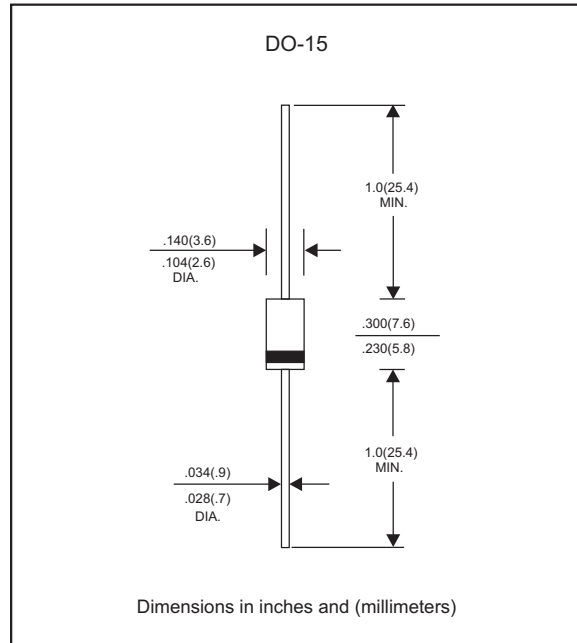 DO-15
1.0(25.4)
MIN.
.140(3.6)
.104(2.6)
DIA.
.300(7.6)
.230(5.8)
1.0(25.4)
MIN.
.034(.9)
.028(.7)
DIA.
Dimensions in inches and (millimeters)